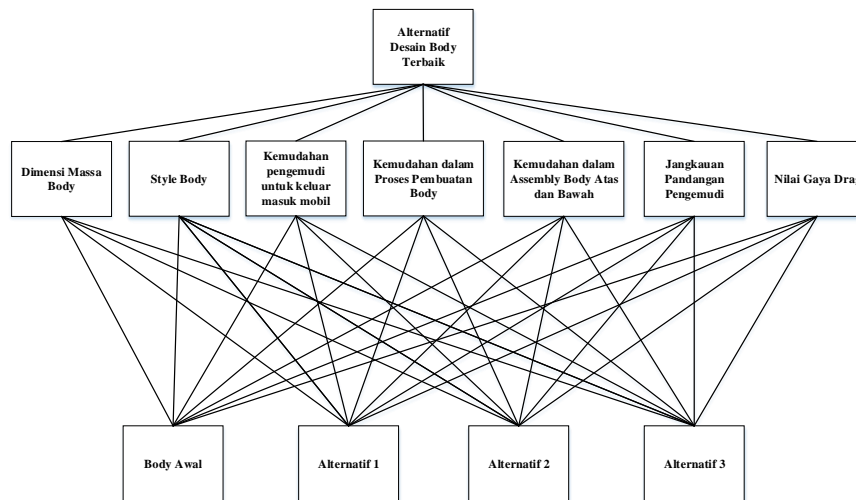 Alternatif
Desain Body
Terbaik
Dimensi Massa
Body
Style Body
Kemudahan
pengemudi
untuk keluar
masuk mobil
Kemudahan dalam
Proses Pembuatan
Body
Kemudahan dalam
Assembly Body Atas
dan Bawah
Jangkauan
Pandangan
Pengemudi
Nilai Gaya Drag
Body Awal
Alternatif 1
Alternatif 2
Alternatif 3